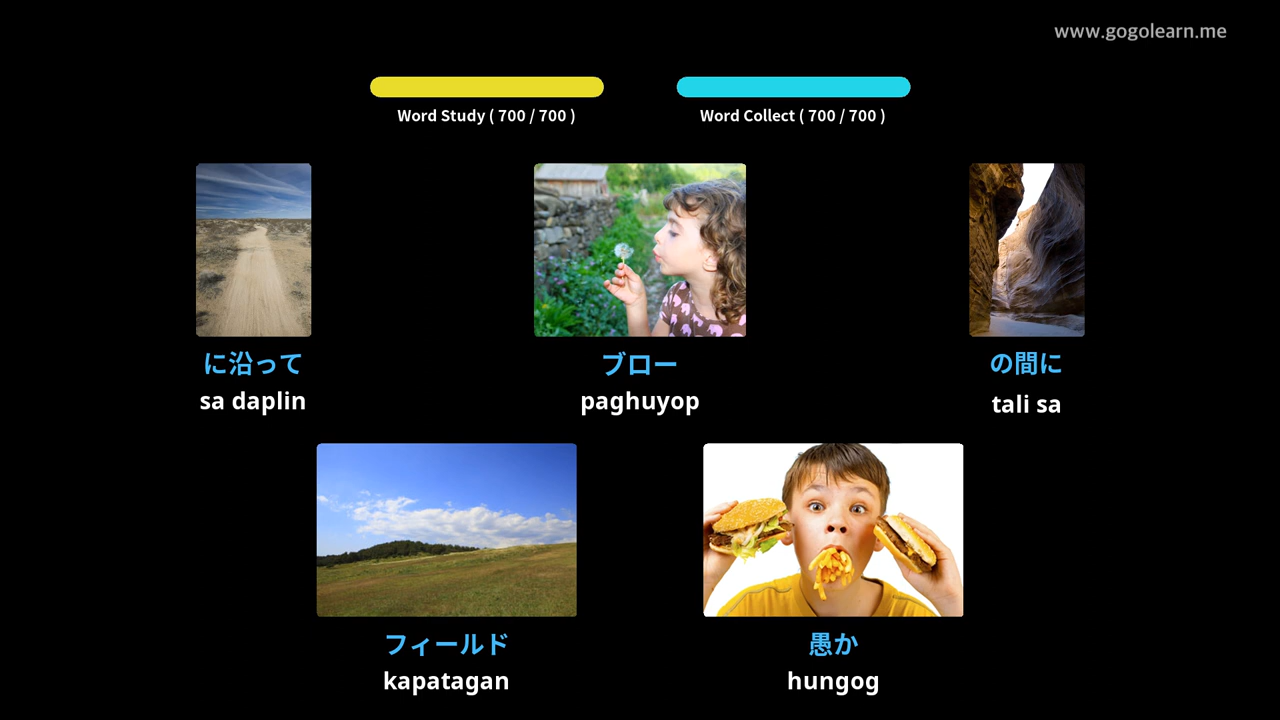 www.gogolearn.me
Word Study ( 700 / 700 )
Word Collect ( 700 / 700 )
に沿って
sa daplin
ブロー
paghuyop
の間に
tali sa
フィールド
kapatagan
愚か
hungog